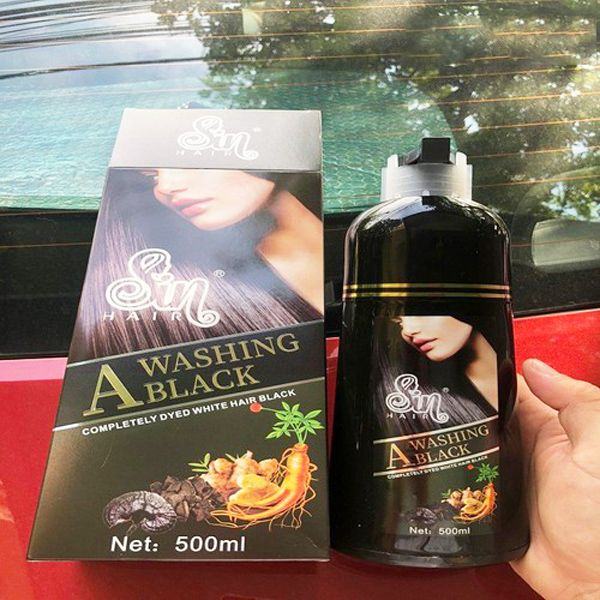 Sin ®
HAIR
Sin ®
HAIR
A WASHING
BLACK
COMPLETELY DYED WHITE HAIR BLACK
Net: 500ml
Sin
HAIR
A WASHING
BLACK
COMPLETELY DYED WHITE HAIR BLACK
Net: 500ml